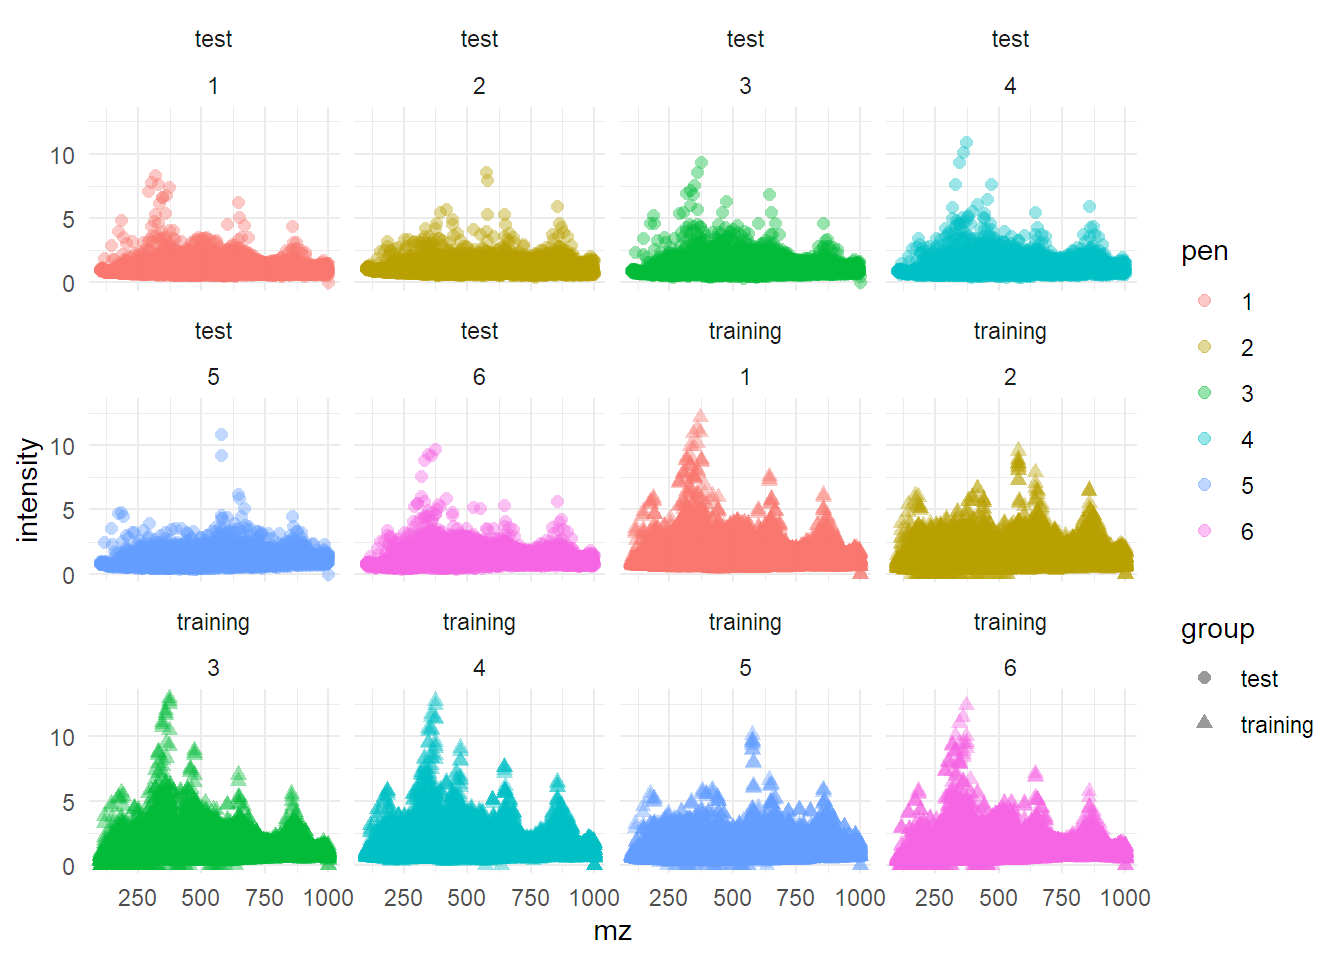 test test test test
1 2 3 4
10
5
0
test test training training
5 6 1 2
10
5
0
training training training training
3 4 5 6
10
5
0
250 500 750 1000 250 500 750 1000 250 500 750 1000 250 500 750 1000
mz
intensity
pen
1
2
3
4
5
6
group
test
training